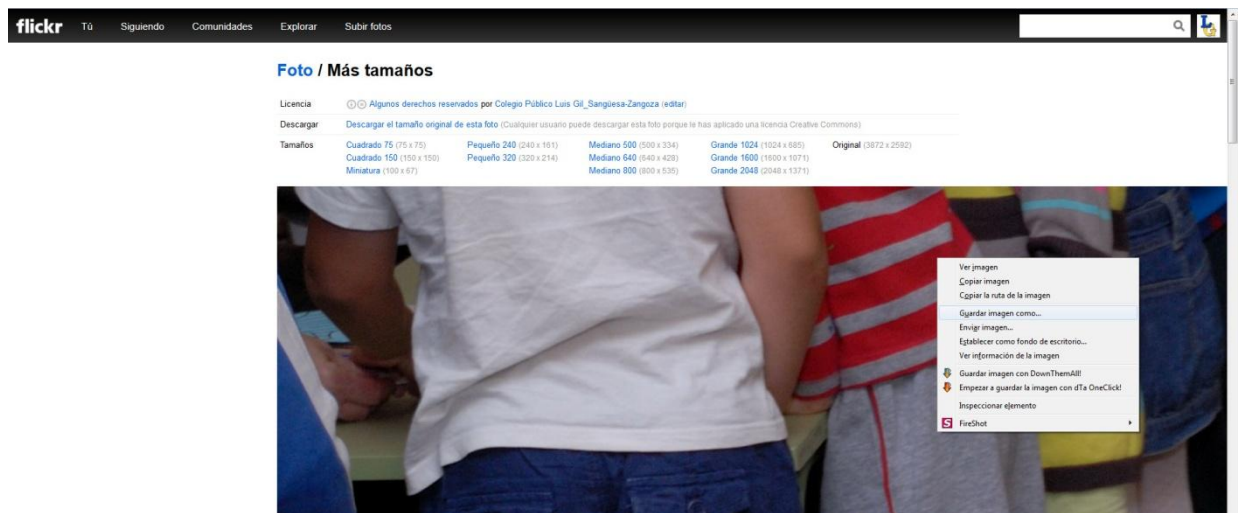 flickr Tú Siguiendo Comunidades Explorar Subir fotos
Foto / Más tamaños
Licencia Algunos derechos reservados por Colegio Público Luis Gil_Sangüesa-Zangoza (editar)
Descargar Descargar el tamaño original de esta foto (Cualquier usuario puede descargar esta foto porque le has aplicado una licencia Creative Commons)
Tamaños Cuadrado 75 (75 x 75) Pequeño 240 (240 x 161) Mediano 500 (500 x 334) Grande 1024 (1024 x 685) Original (3872 x 2592)
Cuadrado 150 (150 x 150) Pequeño 320 (320 x 214) Mediano 640 (640 x 428) Grande 1600 (1600 x 1071)
Miniatura (100 x 67) Mediano 800 (800 x 535) Grande 2048 (2048 x 1371)
Ver imagen
Copiar imagen
Copiar la ruta de la imagen
Guardar imagen como...
Enviar imagen...
Establecer como fondo de escritorio...
Ver información de la imagen
Guardar imagen con DownThemAll!
Empezar a guardar la imagen con dTa OneClick!
Inspeccionar elemento
S FireShot